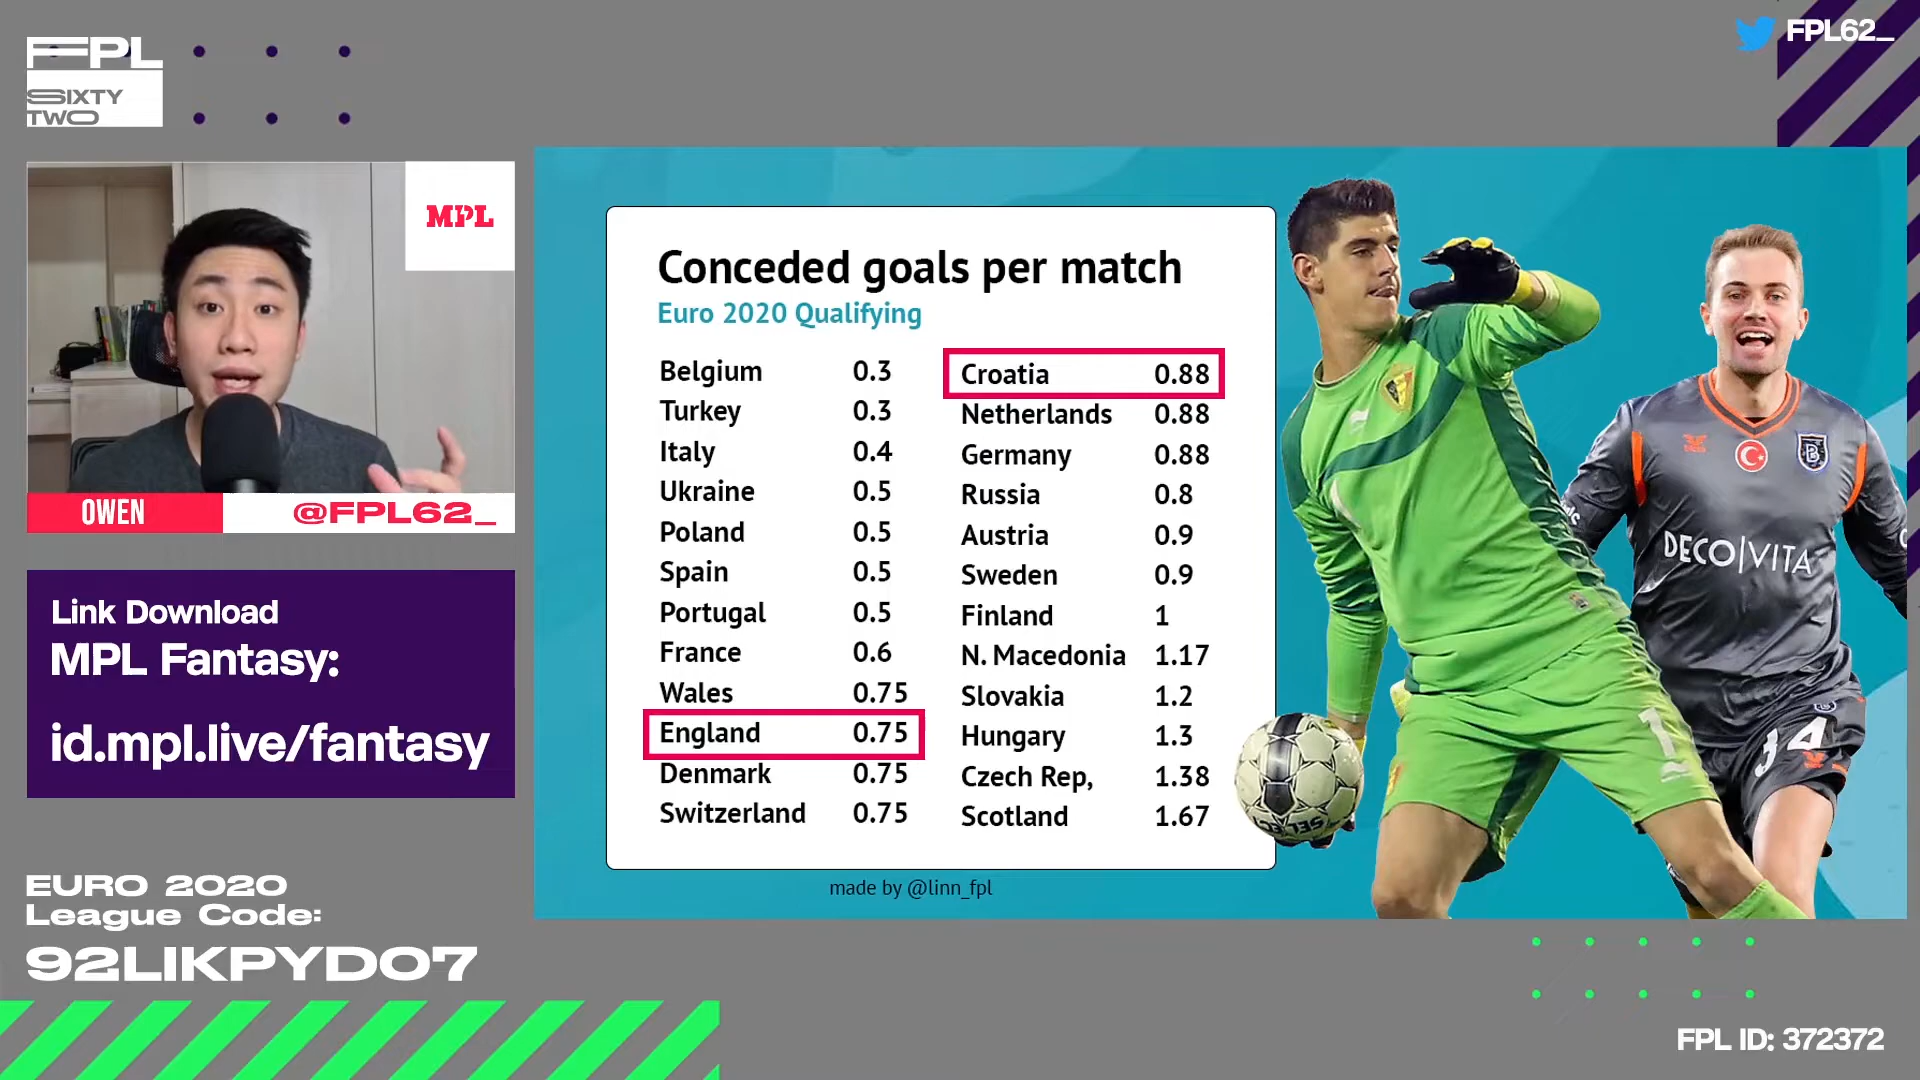 FPL
SIXTY
TWO
FPL62_
MPL
OWEN
@FPL62_
Link Download
MPL Fantasy:
id.mpl.live/fantasy
EURO 2020
League Code:
92LIKPYDO7
Conceded goals per match
Euro 2020 Qualifying
Belgium 0.3
Turkey 0.3
Italy 0.4
Ukraine 0.5
Poland 0.5
Spain 0.5
Portugal 0.5
France 0.6
Wales 0.75
England 0.75
Denmark 0.75
Switzerland 0.75
Croatia 0.88
Netherlands 0.88
Germany 0.88
Russia 0.8
Austria 0.9
Sweden 0.9
Finland 1
N. Macedonia 1.17
Slovakia 1.2
Hungary 1.3
Czech Rep, 1.38
Scotland 1.67
made by @linn_fpl
DECO|VITA
1
34
SELECT
FPL ID: 372372